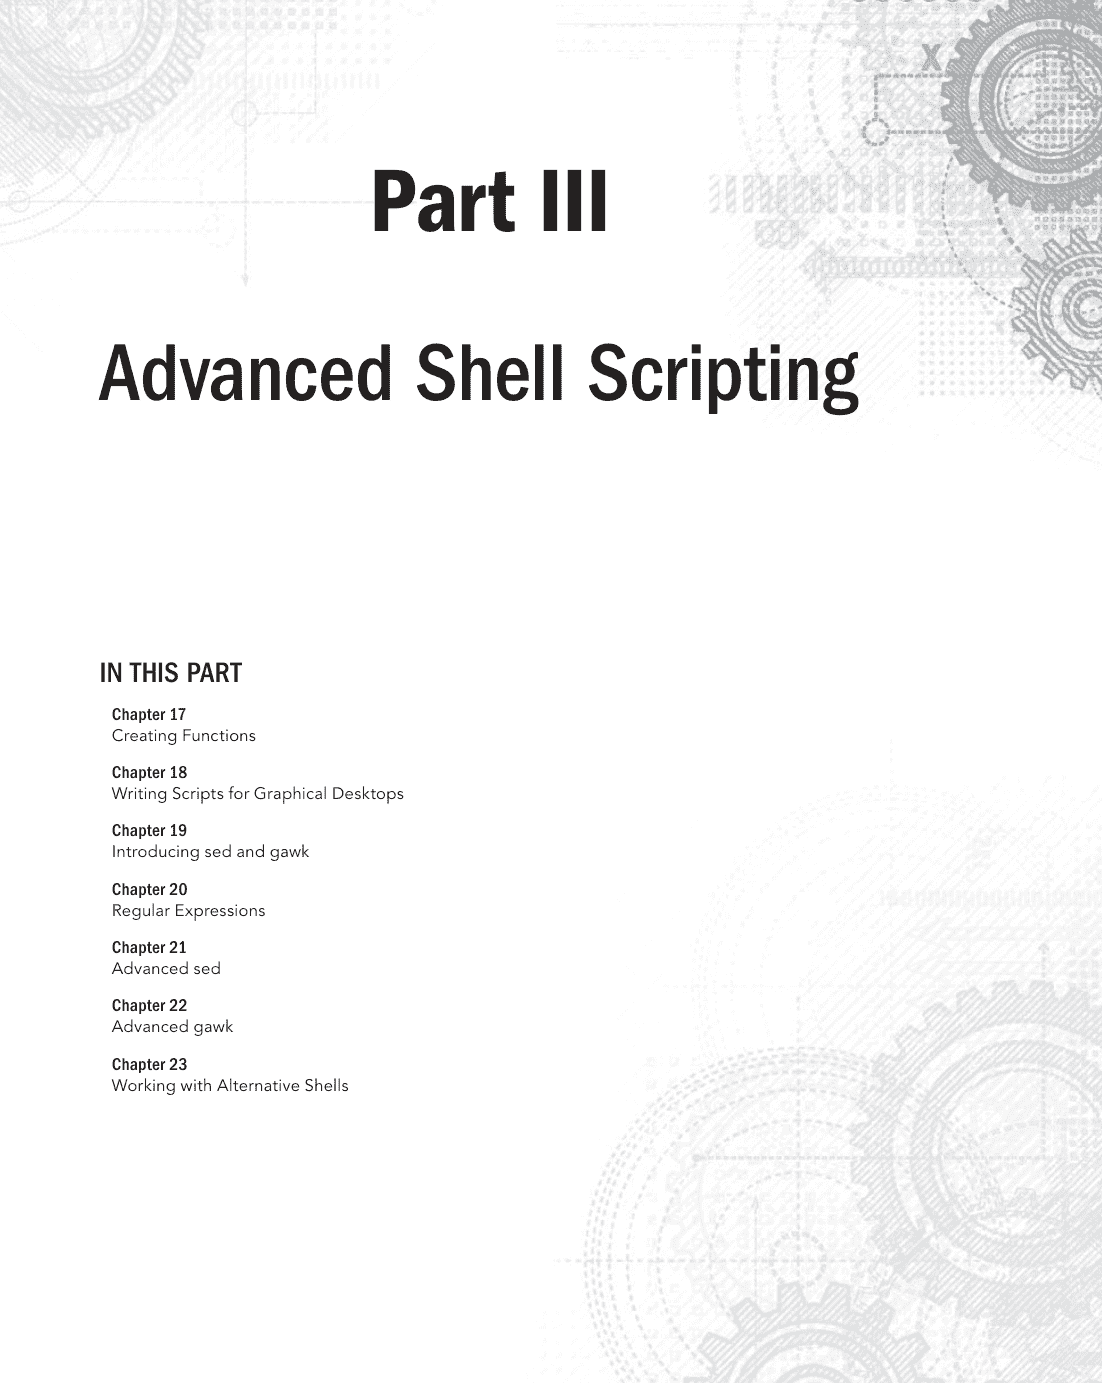 X
Part III
Advanced Shell Scripting
IN THIS PART
Chapter 17
Creating Functions
Chapter 18
Writing Scripts for Graphical Desktops
Chapter 19
Introducing sed and gawk
Chapter 20
Regular Expressions
Chapter 21
Advanced sed
Chapter 22
Advanced gawk
Chapter 23
Working with Alternative Shells